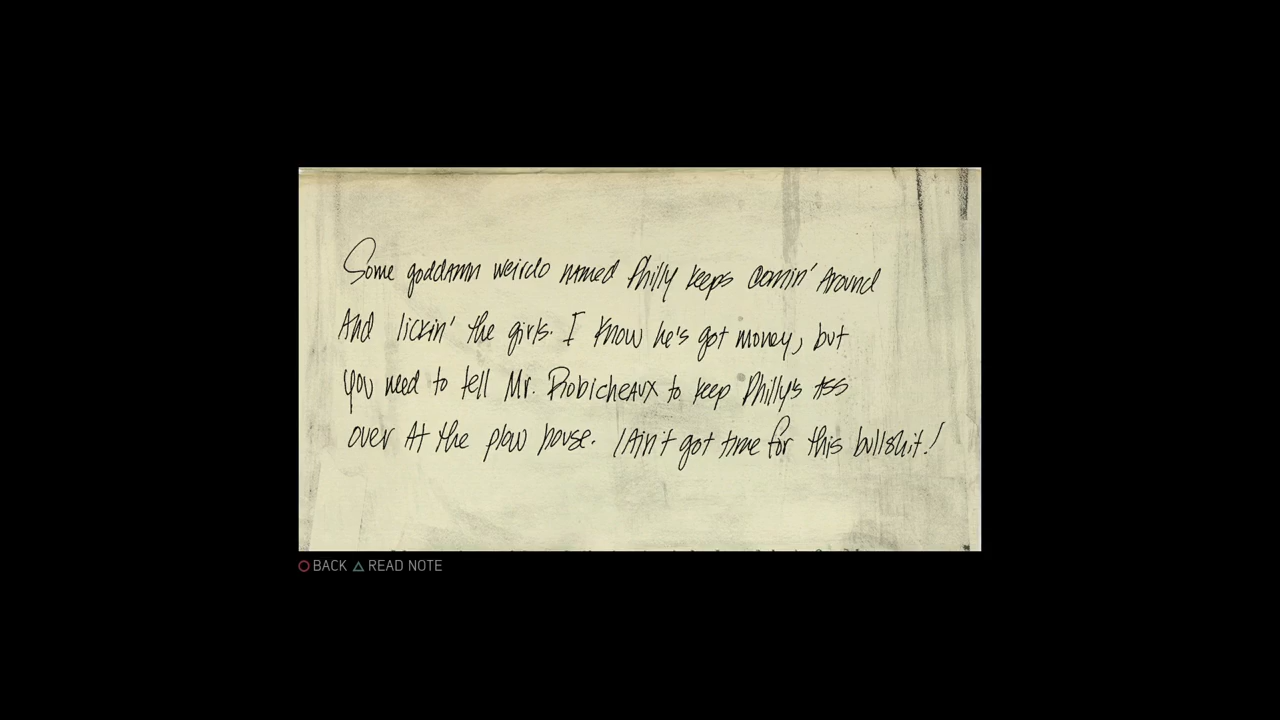 Some goddamn weirdo named Philly keeps comin' around
And lickin' the girls. I know he's got money, but
you need to tell Mr. Robicheaux to keep Philly's ass
over at the plow house. I ain't got time for this bullshit!
BACK READ NOTE